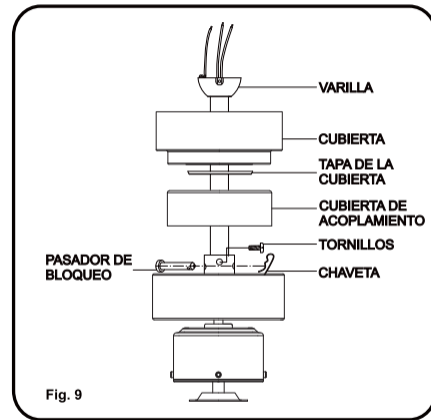 VARILLA
CUBIERTA
TAPA DE LA
CUBIERTA
CUBIERTA DE
ACOPLAMIENTO
TORNILLOS
PASADOR DE
BLOQUEO
CHAVETA
Fig. 9